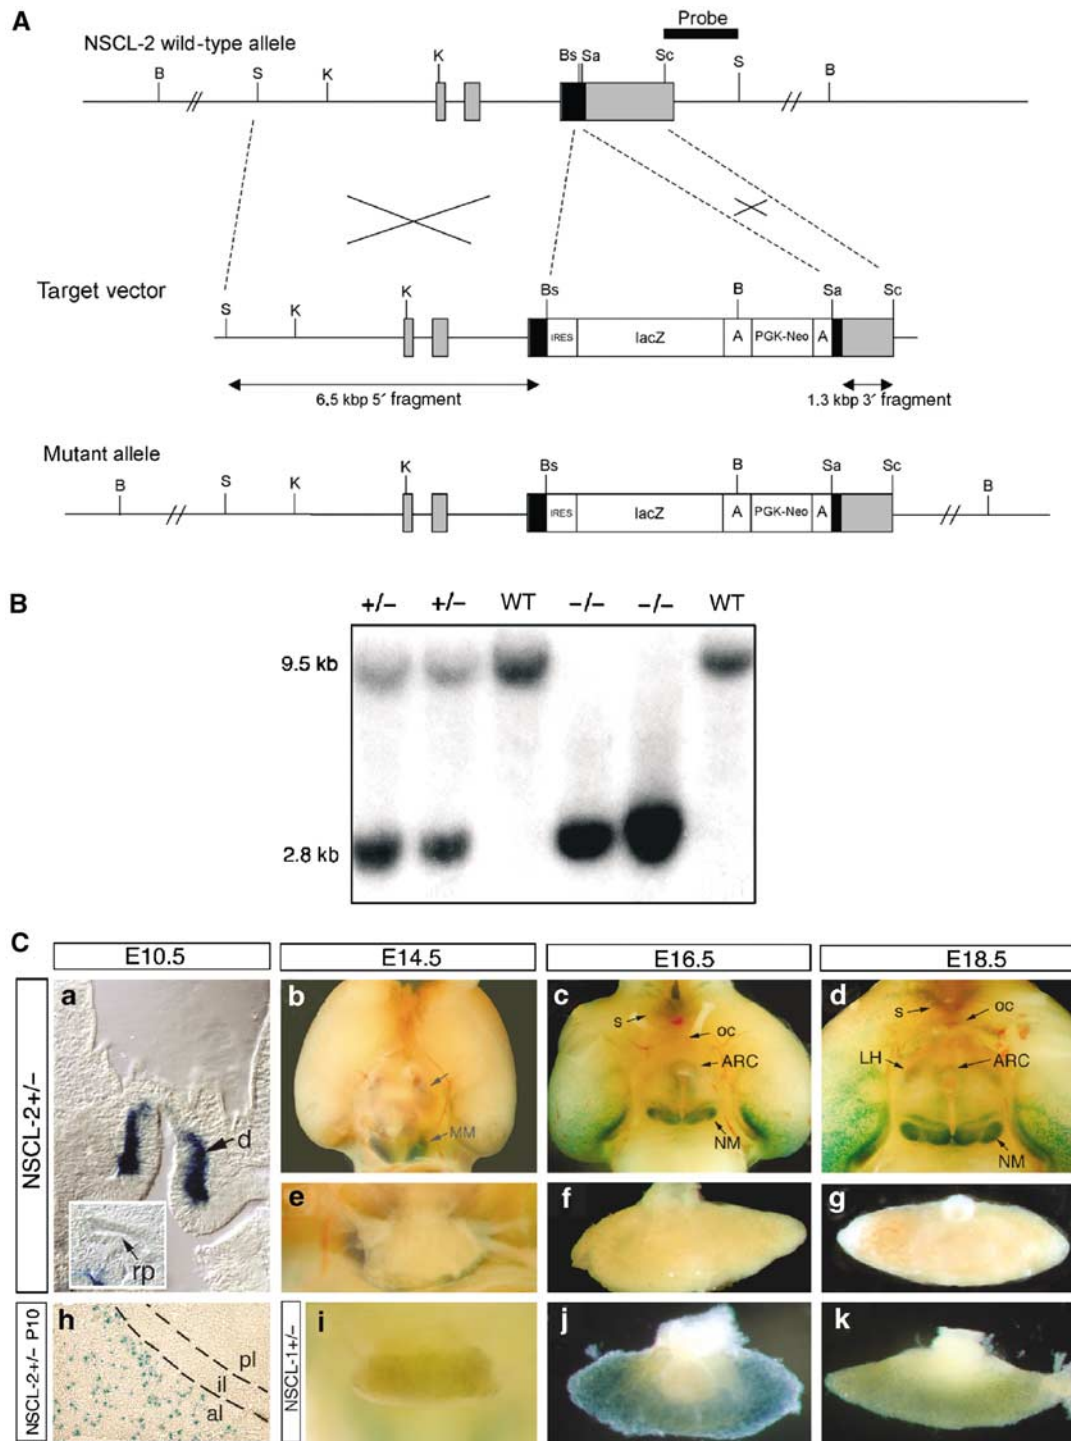 A
Probe
NSCL-2 wild-type allele
B S K K Bs Sa Sc S B
Target vector
S K K Bs B Sa Sc
IRES lacZ A PGK-Neo A
6.5 kbp 5′ fragment
1.3 kbp 3′ fragment
Mutant allele
B S K K Bs B Sa Sc B
IRES lacZ A PGK-Neo A
B
+/− +/− WT −/− −/− WT
9.5 kb
2.8 kb
C
E10.5 E14.5 E16.5 E18.5
NSCL-2+/−
a
d
rp
b
MM
c
s
oc
ARC
NM
d
s
oc
LH
ARC
NM
e
f
g
NSCL-2+/− P10
h
pl
il
al
NSCL-1+/−
i
j
k